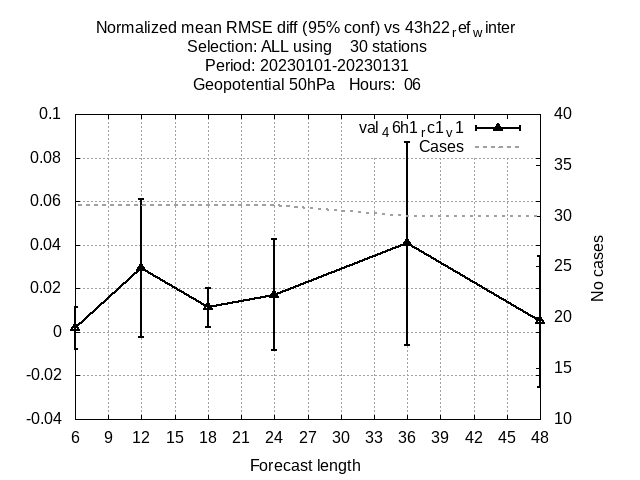 Normalized mean RMSE diff (95% conf) vs 43h22refwinter
Selection: ALL using 30 stations
Period: 20230101-20230131
Geopotential 50hPa Hours: 06
val46h1rc1v1
Cases
0.1
0.08
0.06
0.04
0.02
0
-0.02
-0.04
40
35
30
25
20
15
10
No cases
6 9 12 15 18 21 24 27 30 33 36 39 42 45 48
Forecast length